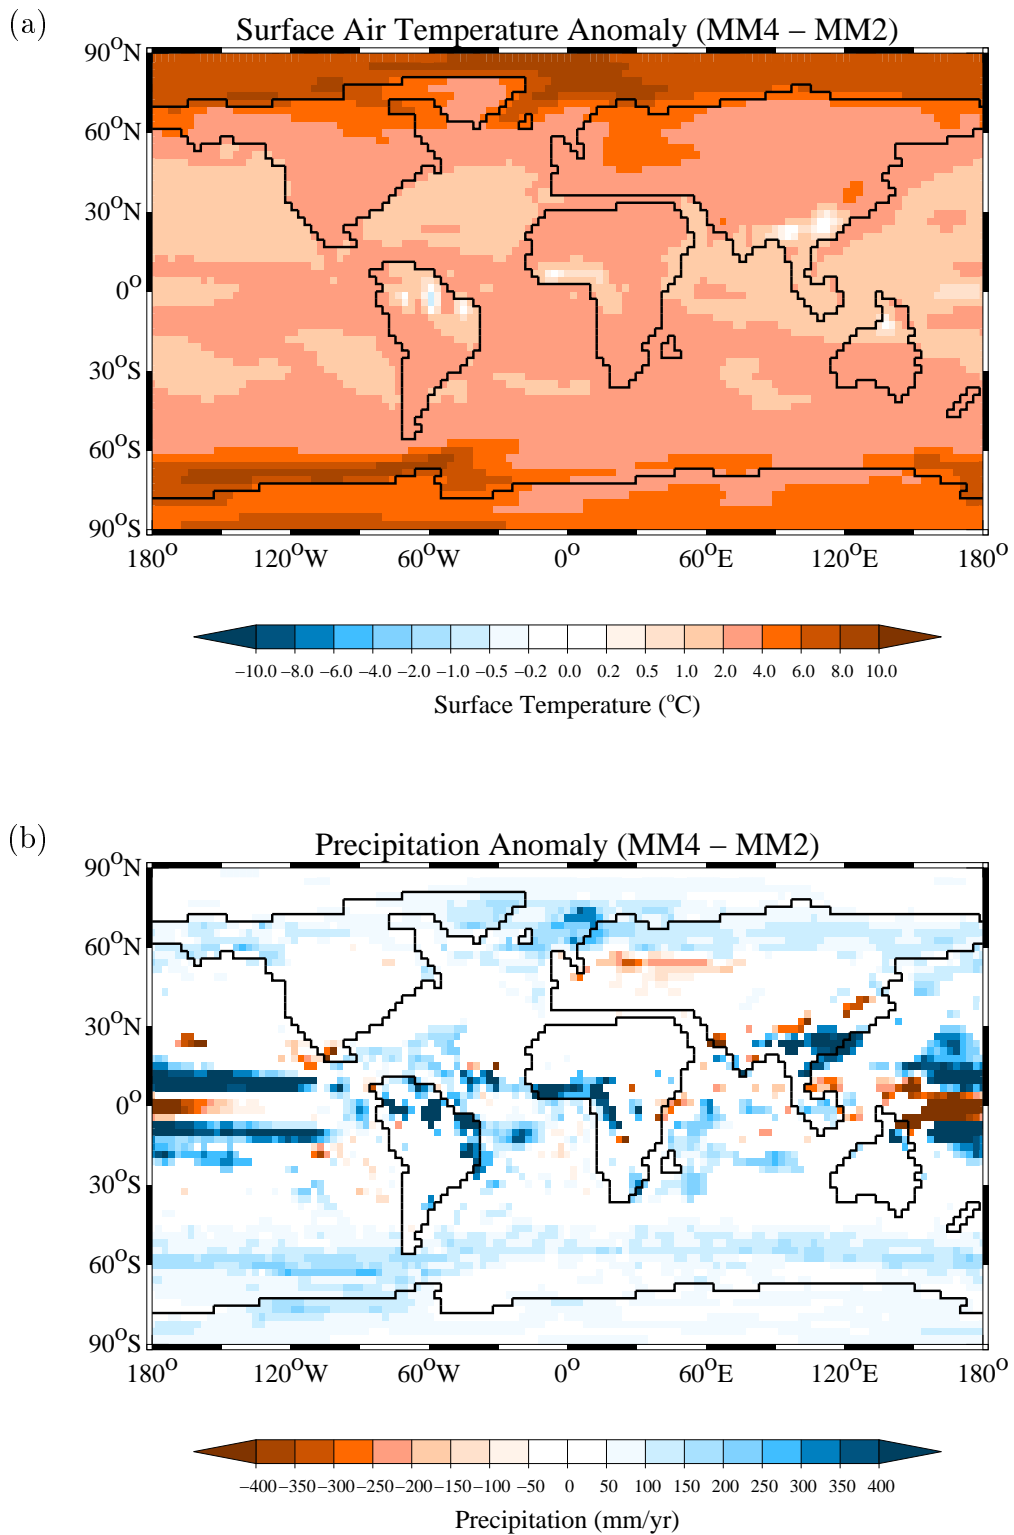 (a)
Surface Air Temperature Anomaly (MM4 – MM2)
90°N
60°N
30°N
0°
30°S
60°S
90°S
180° 120°W 60°W 0° 60°E 120°E 180°
−10.0 −8.0 −6.0 −4.0 −2.0 −1.0 −0.5 −0.2 0.0 0.2 0.5 1.0 2.0 4.0 6.0 8.0 10.0
Surface Temperature (°C)
(b)
Precipitation Anomaly (MM4 – MM2)
90°N
60°N
30°N
0°
30°S
60°S
90°S
180° 120°W 60°W 0° 60°E 120°E 180°
−400 −350 −300 −250 −200 −150 −100 −50 0 50 100 150 200 250 300 350 400
Precipitation (mm/yr)